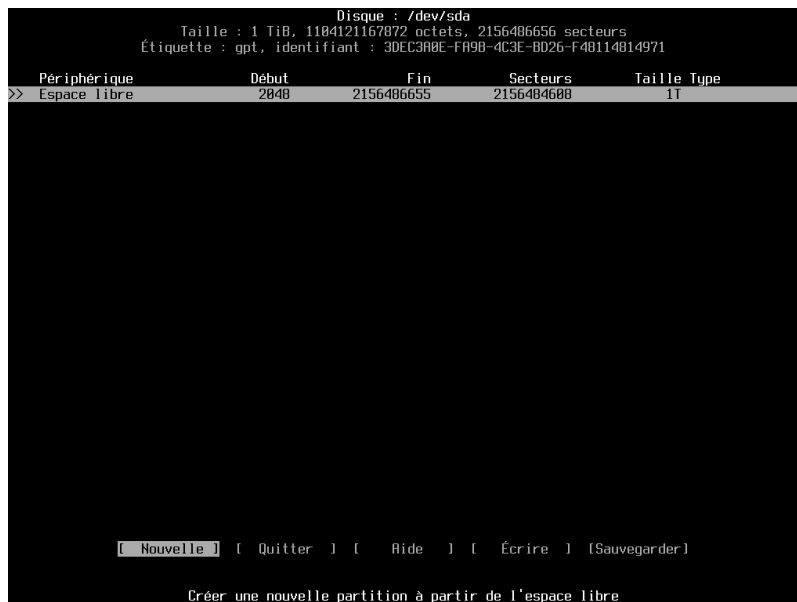 Disque : /dev/sda
Taille : 1 TiB, 1104121167872 octets, 2156486656 secteurs
Étiquette : gpt, identifiant : 3DEC3A0E-FA9B-4C3E-BD26-F48114814971
Périphérique Début Fin Secteurs Taille Type
>> Espace libre 2048 2156486655 2156484608 1T
[ Nouvelle ] [ Quitter ] [ Aide ] [ Écrire ] [Sauvegarder]
Créer une nouvelle partition à partir de l'espace libre